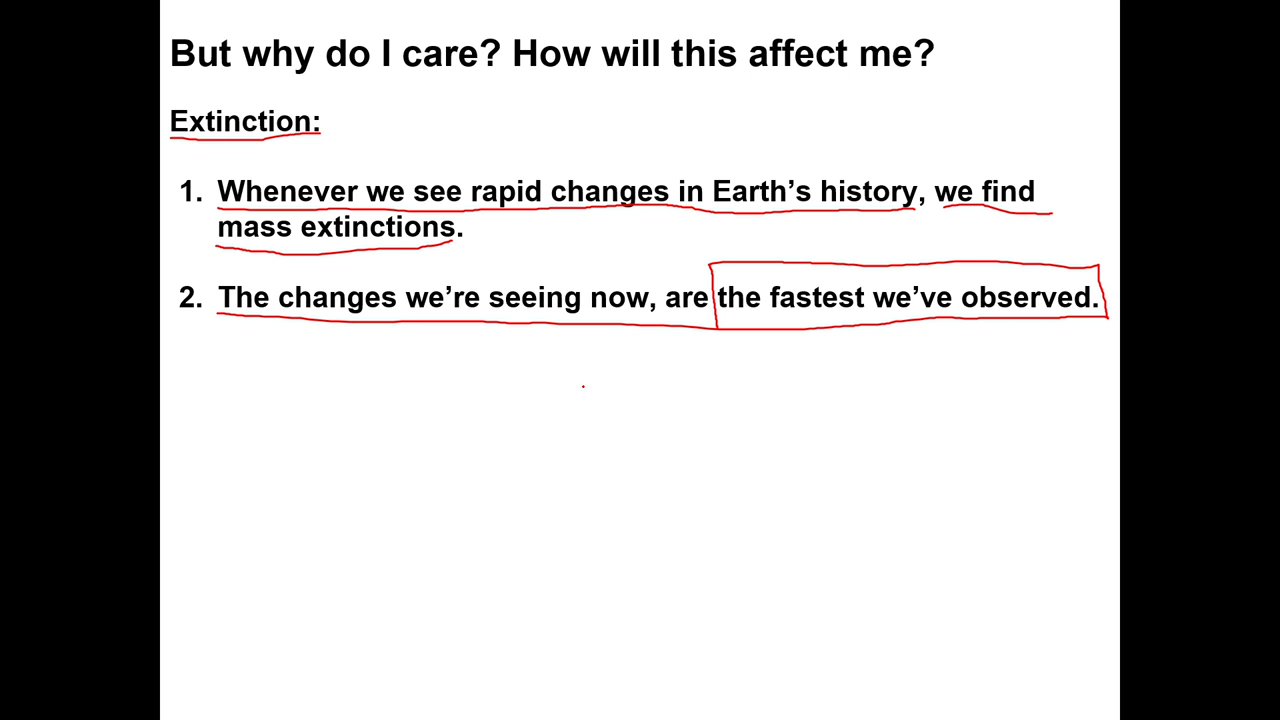 But why do I care? How will this affect me?
Extinction:
1. Whenever we see rapid changes in Earth’s history, we find
mass extinctions.
2. The changes we’re seeing now, are the fastest we’ve observed.